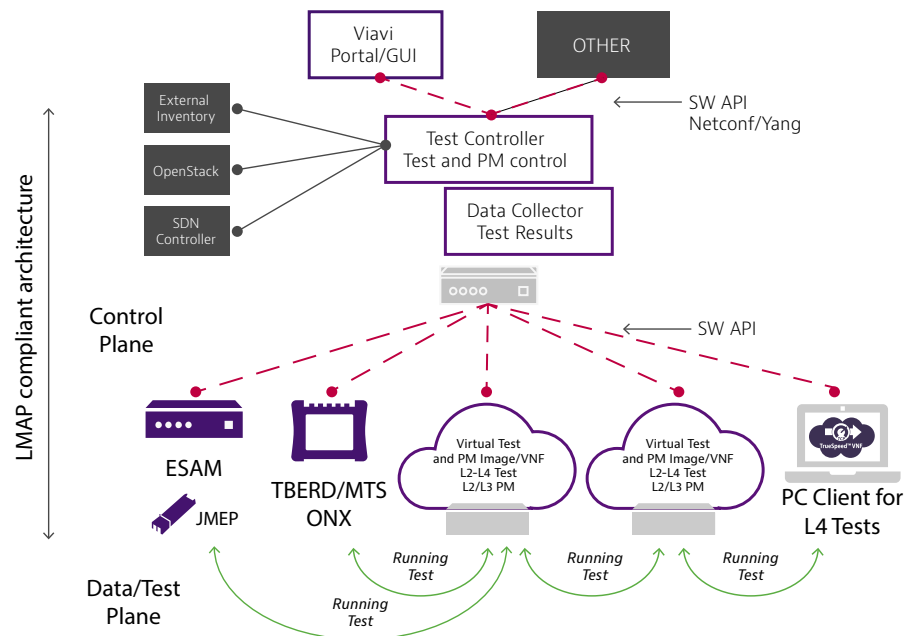 Viavi
Portal/GUI
OTHER
External
Inventory
OpenStack
SDN
Controller
Test Controller
Test and PM control
SW API
Netconf/Yang
Data Collector
Test Results
LMAP compliant architecture
Control
Plane
SW API
ESAM
JMEP
TBERD/MTS
ONX
Virtual Test
and PM Image/VNF
L2-L4 Test
L2/L3 PM
Virtual Test
and PM Image/VNF
L2-L4 Test
L2/L3 PM
TrueSpeed™ VNF
PC Client for
L4 Tests
Data/Test
Plane
Running
Test
Running
Test
Running
Test
Running
Test